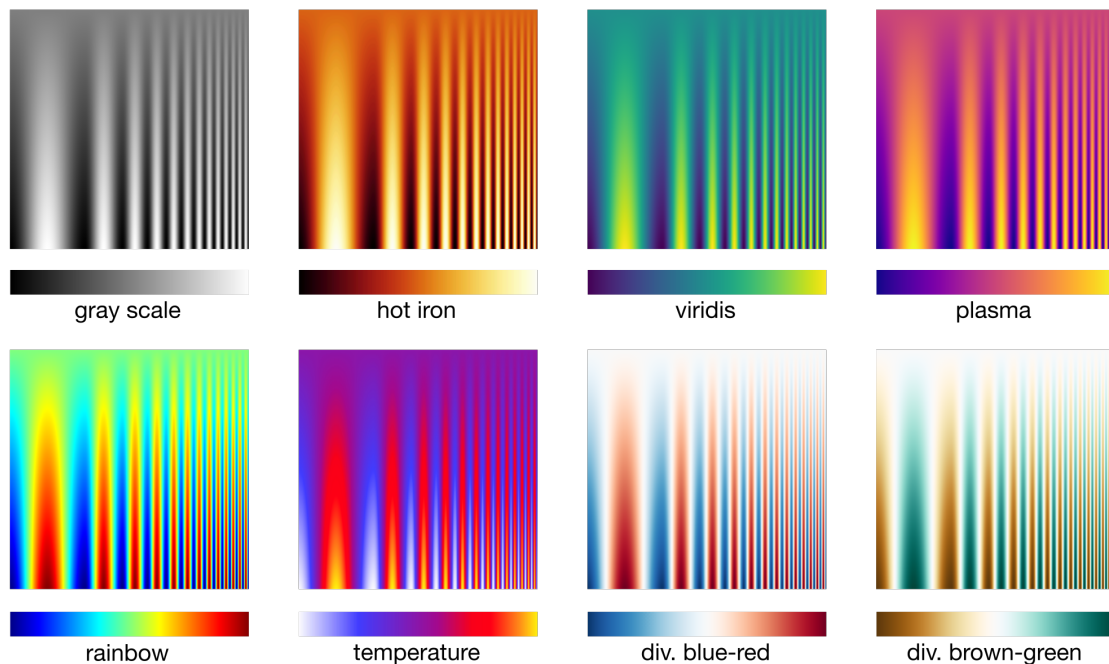 gray scale
hot iron
viridis
plasma
rainbow
temperature
div. blue-red
div. brown-green